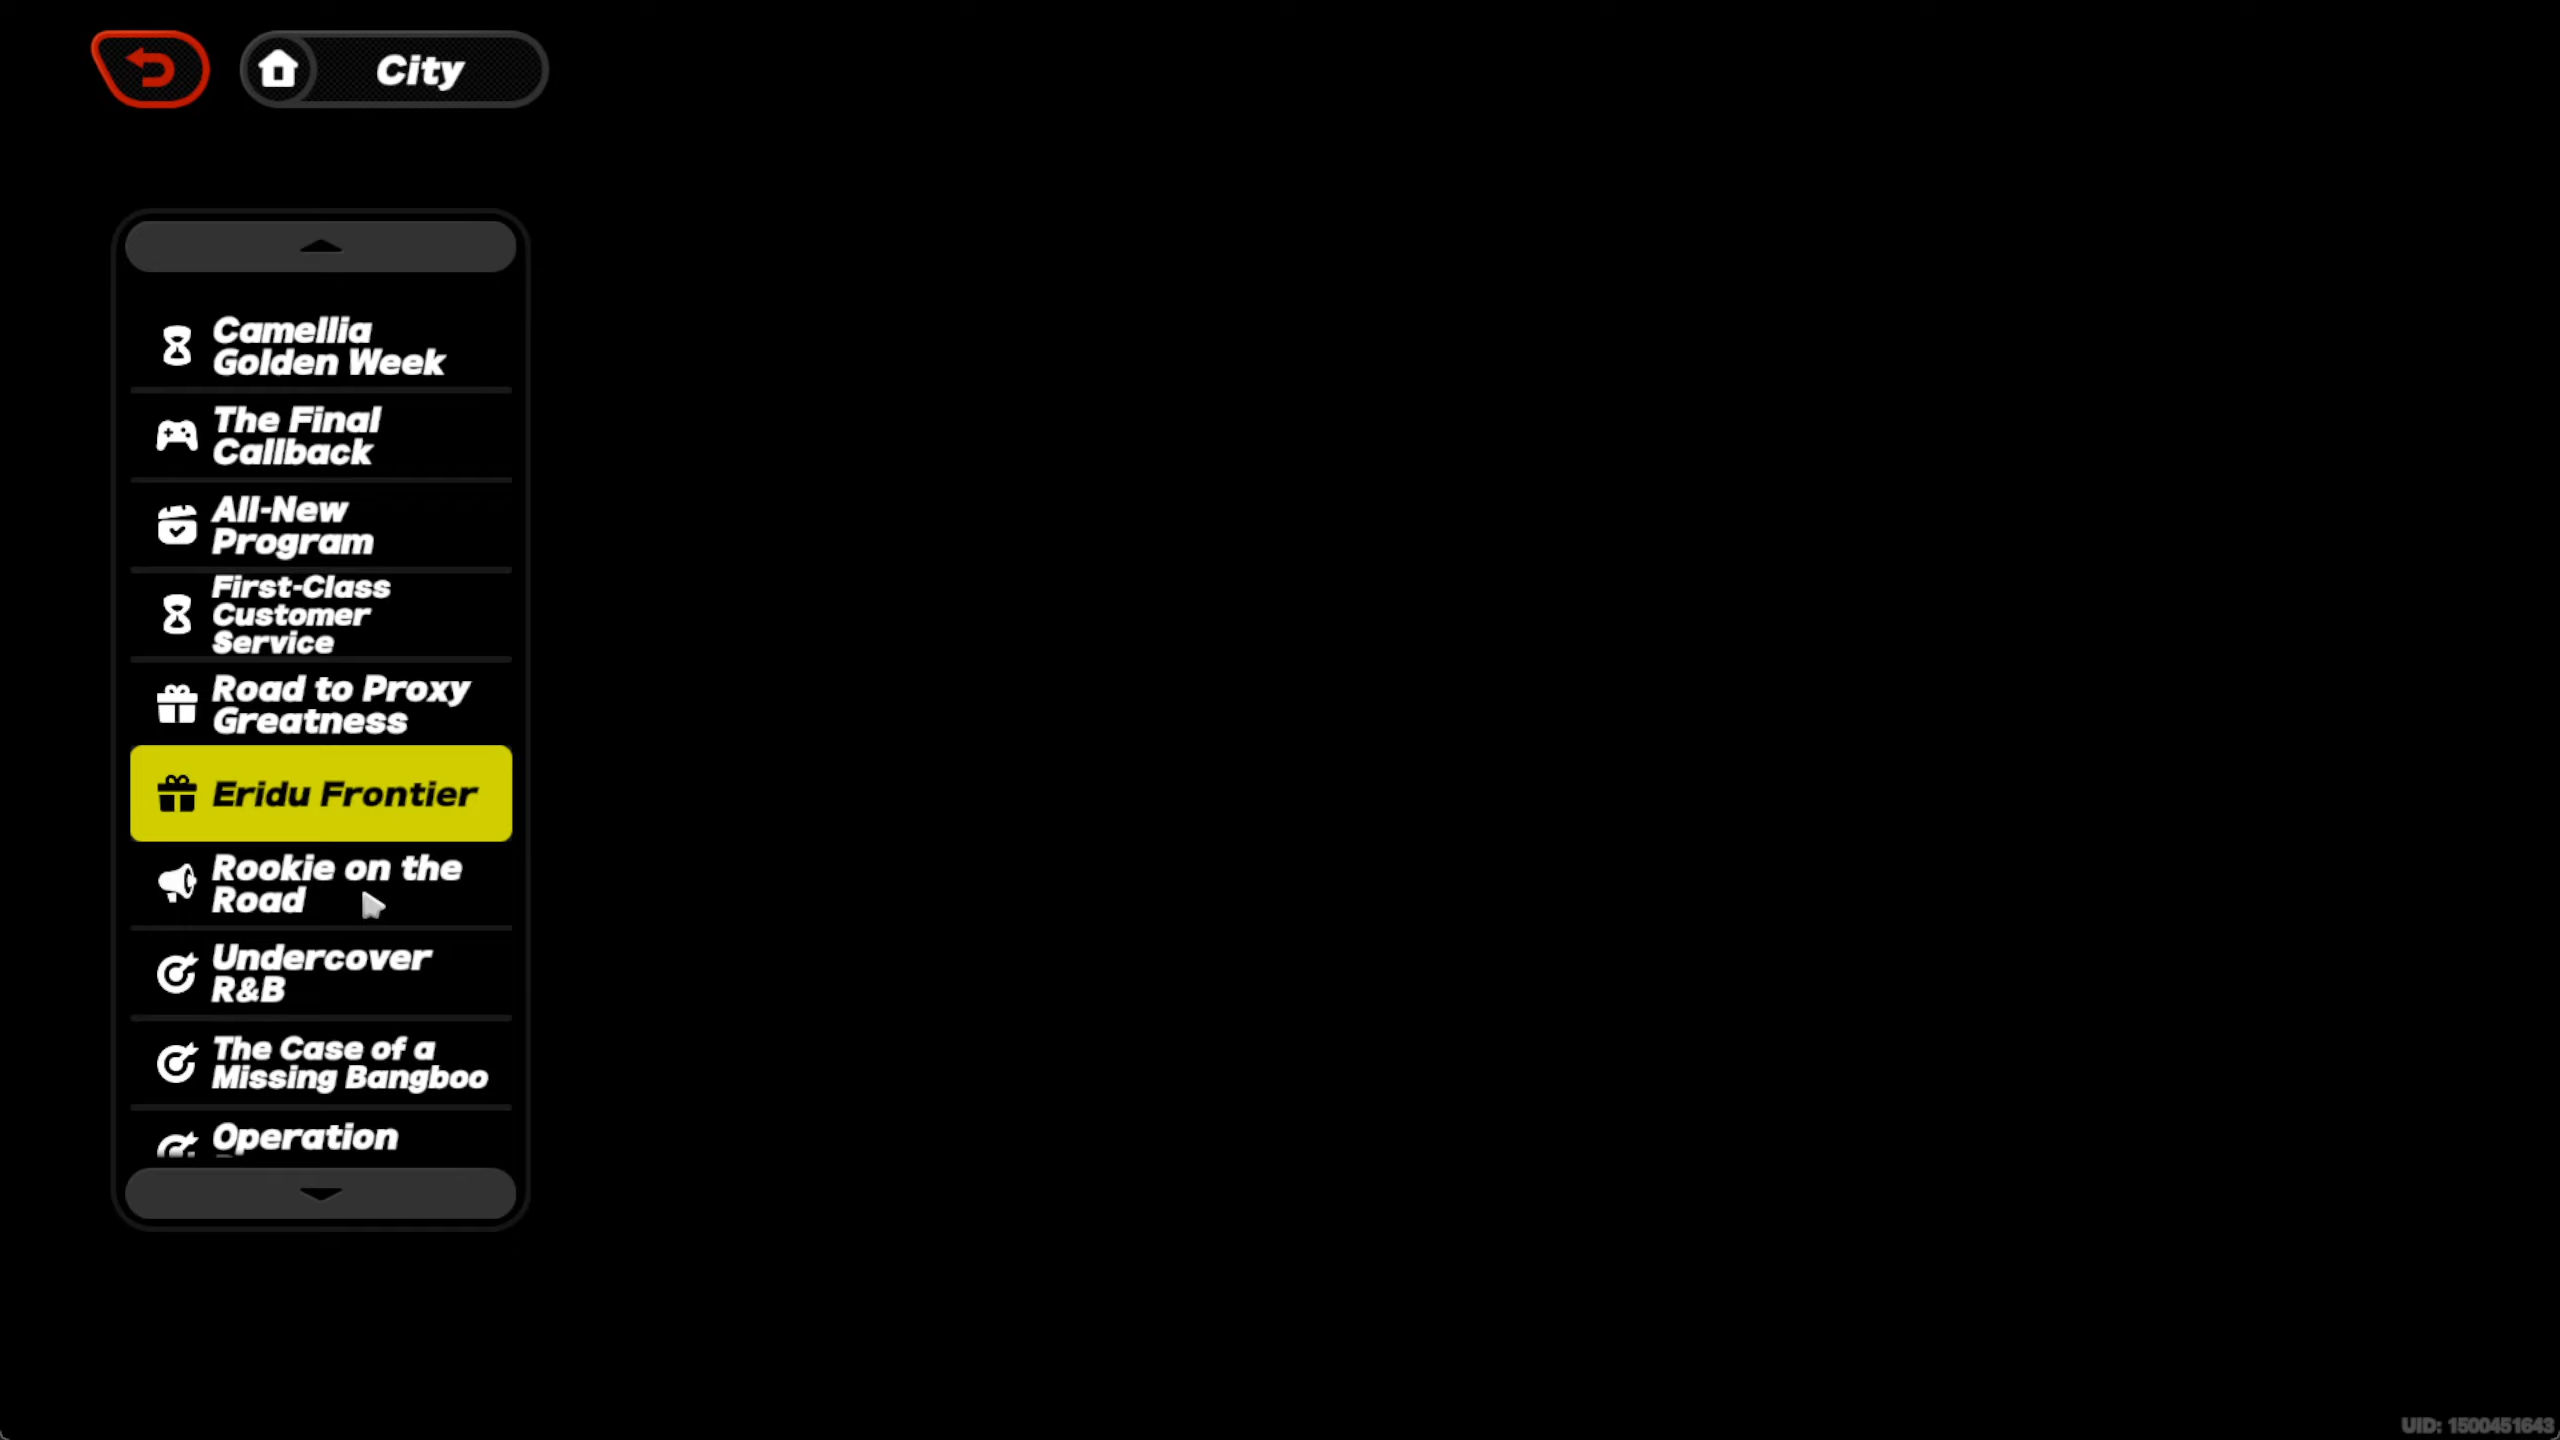 City
Camellia
Golden Week
The Final
Callback
All-New
Program
First-Class
Customer
Service
Road to Proxy
Greatness
Eridu Frontier
Rookie on the
Road
Undercover
R&B
The Case of a
Missing Bangboo
Operation
UID: 1500451643